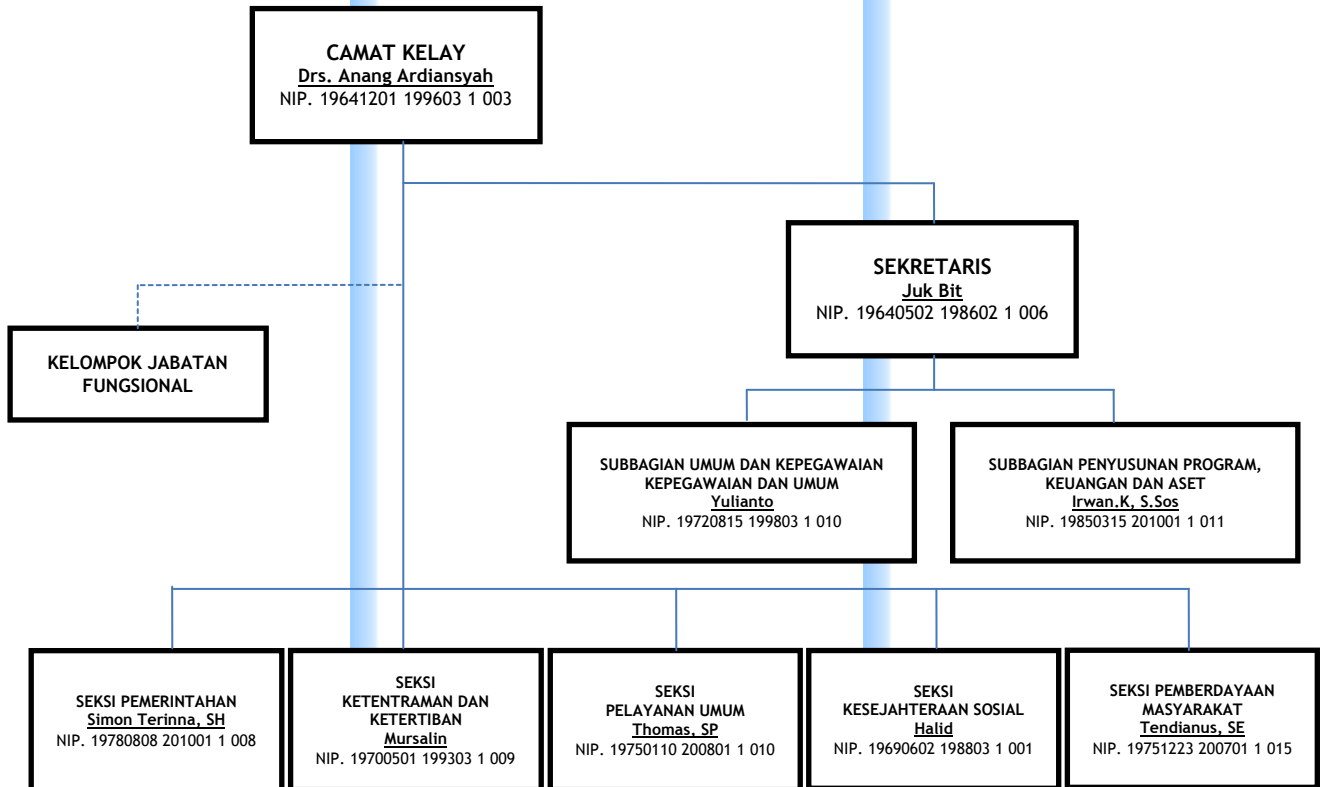 CAMAT KELAY
Drs. Anang Ardiansyah
NIP. 19641201 199603 1 003
SEKRETARIS
Juk Bit
NIP. 19640502 198602 1 006
KELOMPOK JABATAN
FUNGSIONAL
SUBBAGIAN UMUM DAN KEPEGAWAIAN
KEPEGAWAIAN DAN UMUM
Yulianto
NIP. 19720815 199803 1 010
SUBBAGIAN PENYUSUNAN PROGRAM,
KEUANGAN DAN ASET
Irwan.K, S.Sos
NIP. 19850315 201001 1 011
SEKSI PEMERINTAHAN
Simon Terinna, SH
NIP. 19780808 201001 1 008
SEKSI
KETENTRAMAN DAN
KETERTIBAN
Mursalin
NIP. 19700501 199303 1 009
SEKSI
PELAYANAN UMUM
Thomas, SP
NIP. 19750110 200801 1 010
SEKSI
KESEJAHTERAAN SOSIAL
Halid
NIP. 19690602 198803 1 001
SEKSI PEMBERDAYAAN
MASYARAKAT
Tendianus, SE
NIP. 19751223 200701 1 015